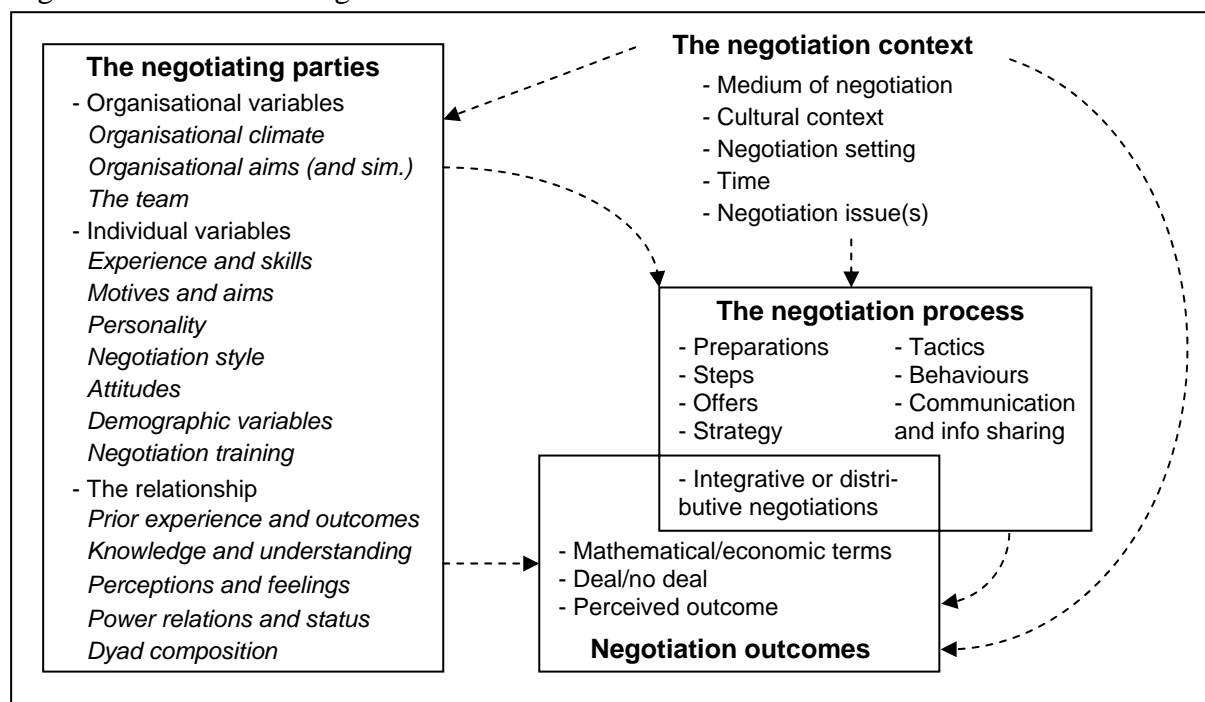 The negotiating parties
- Organisational variables
Organisational climate
Organisational aims (and sim.)
The team
- Individual variables
Experience and skills
Motives and aims
Personality
Negotiation style
Attitudes
Demographic variables
Negotiation training
- The relationship
Prior experience and outcomes
Knowledge and understanding
Perceptions and feelings
Power relations and status
Dyad composition
The negotiation context
- Medium of negotiation
- Cultural context
- Negotiation setting
- Time
- Negotiation issue(s)
The negotiation process
- Preparations
- Steps
- Offers
- Strategy
- Tactics
- Behaviours
- Communication
and info sharing
- Integrative or distri-
butive negotiations
- Mathematical/economic terms
- Deal/no deal
- Perceived outcome
Negotiation outcomes